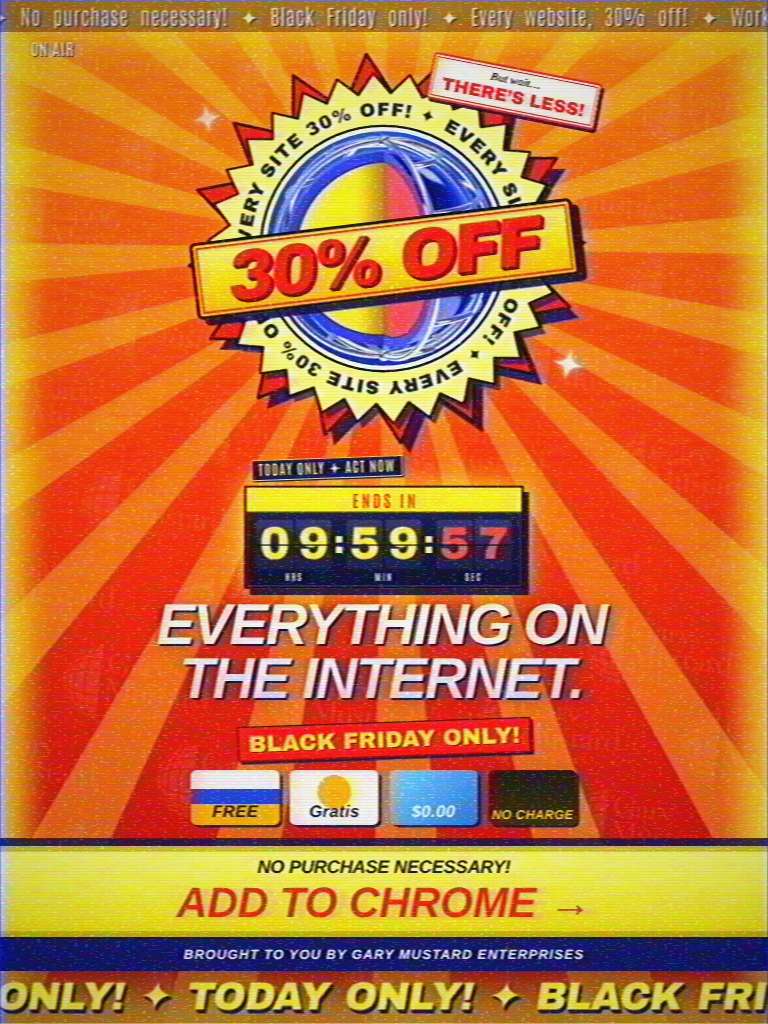 No purchase necessary! ✦ Black Friday only! ✦ Every website, 30% off! ✦
ON AIR
But wait...
THERE'S LESS!
EVERY SITE 30% OFF! ✦ EVERY
OFF! ✦ EVERY SITE 30%
30% OFF
TODAY ONLY ✦ ACT NOW
ENDS IN
09:59:57
HRS MIN SEC
EVERYTHING ON
THE INTERNET.
BLACK FRIDAY ONLY!
FREE Gratis $0.00 NO CHARGE
NO PURCHASE NECESSARY!
ADD TO CHROME →
BROUGHT TO YOU BY GARY MUSTARD ENTERPRISES
ONLY! ✦ TODAY ONLY! ✦ BLACK FRI